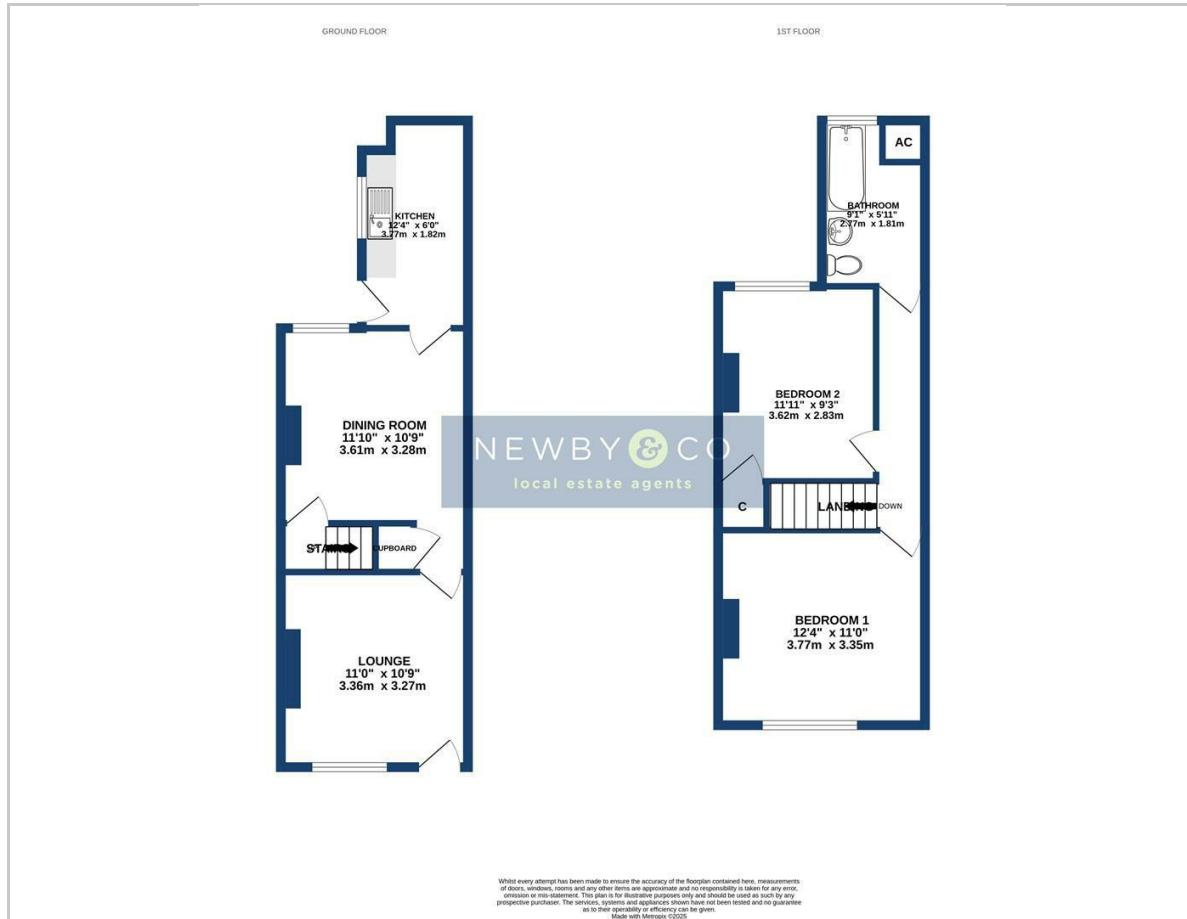 GROUND FLOOR
1ST FLOOR
KITCHEN
12'4" x 6'0"
3.77m x 1.82m
DINING ROOM
11'10" x 10'9"
3.61m x 3.28m
CUPBOARD
LOUNGE
11'0" x 10'9"
3.36m x 3.27m
AC
BATHROOM
9'1" x 5'11"
2.77m x 1.81m
BEDROOM 2
11'11" x 9'3"
3.62m x 2.83m
C
LANDING
DOWN
BEDROOM 1
12'4" x 11'0"
3.77m x 3.35m
NEWBY & CO
local estate agents
Whilst every attempt has been made to ensure the accuracy of the floorplan contained here, measurements
of doors, windows, rooms and any other items are approximate and no responsibility is taken for any error,
omission or mis-statement. This plan is for illustrative purposes only and should be used as such by any
prospective purchaser. The services, systems and appliances shown have not been tested and no guarantee
as to their operability or efficiency can be given.
Made with Metropix ©2025